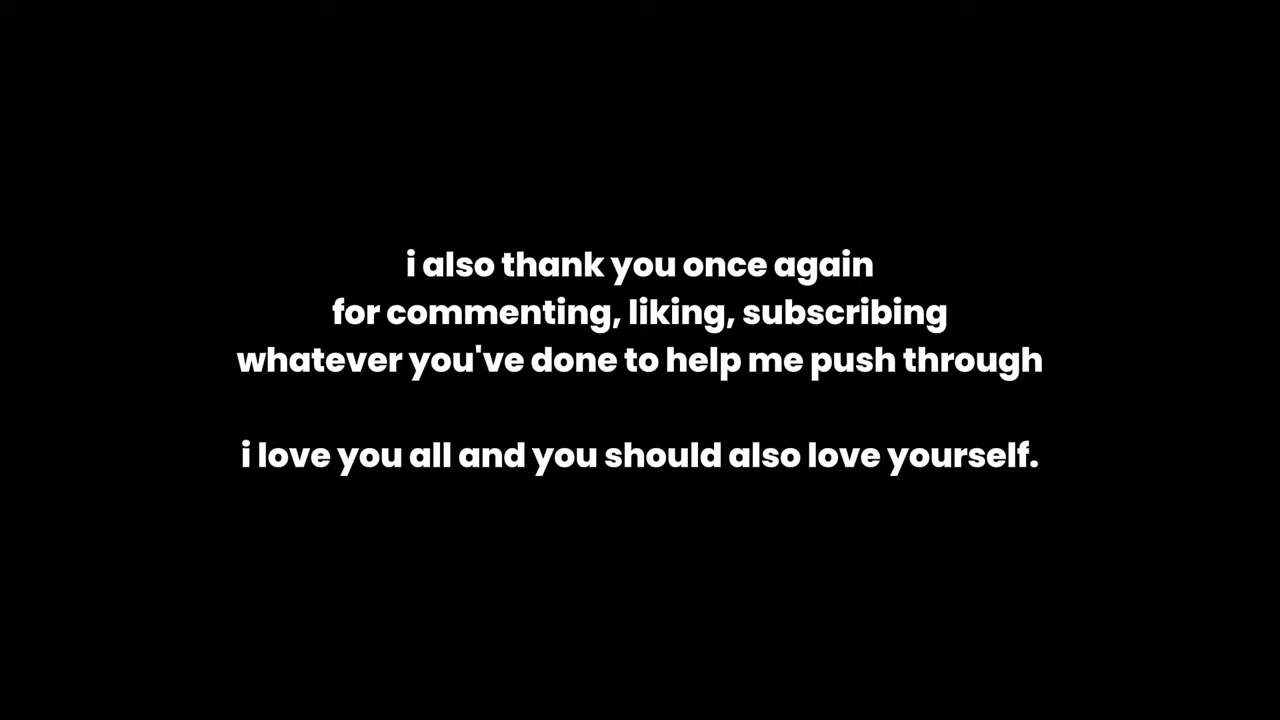 i also thank you once again
for commenting, liking, subscribing
whatever you've done to help me push through
i love you all and you should also love yourself.